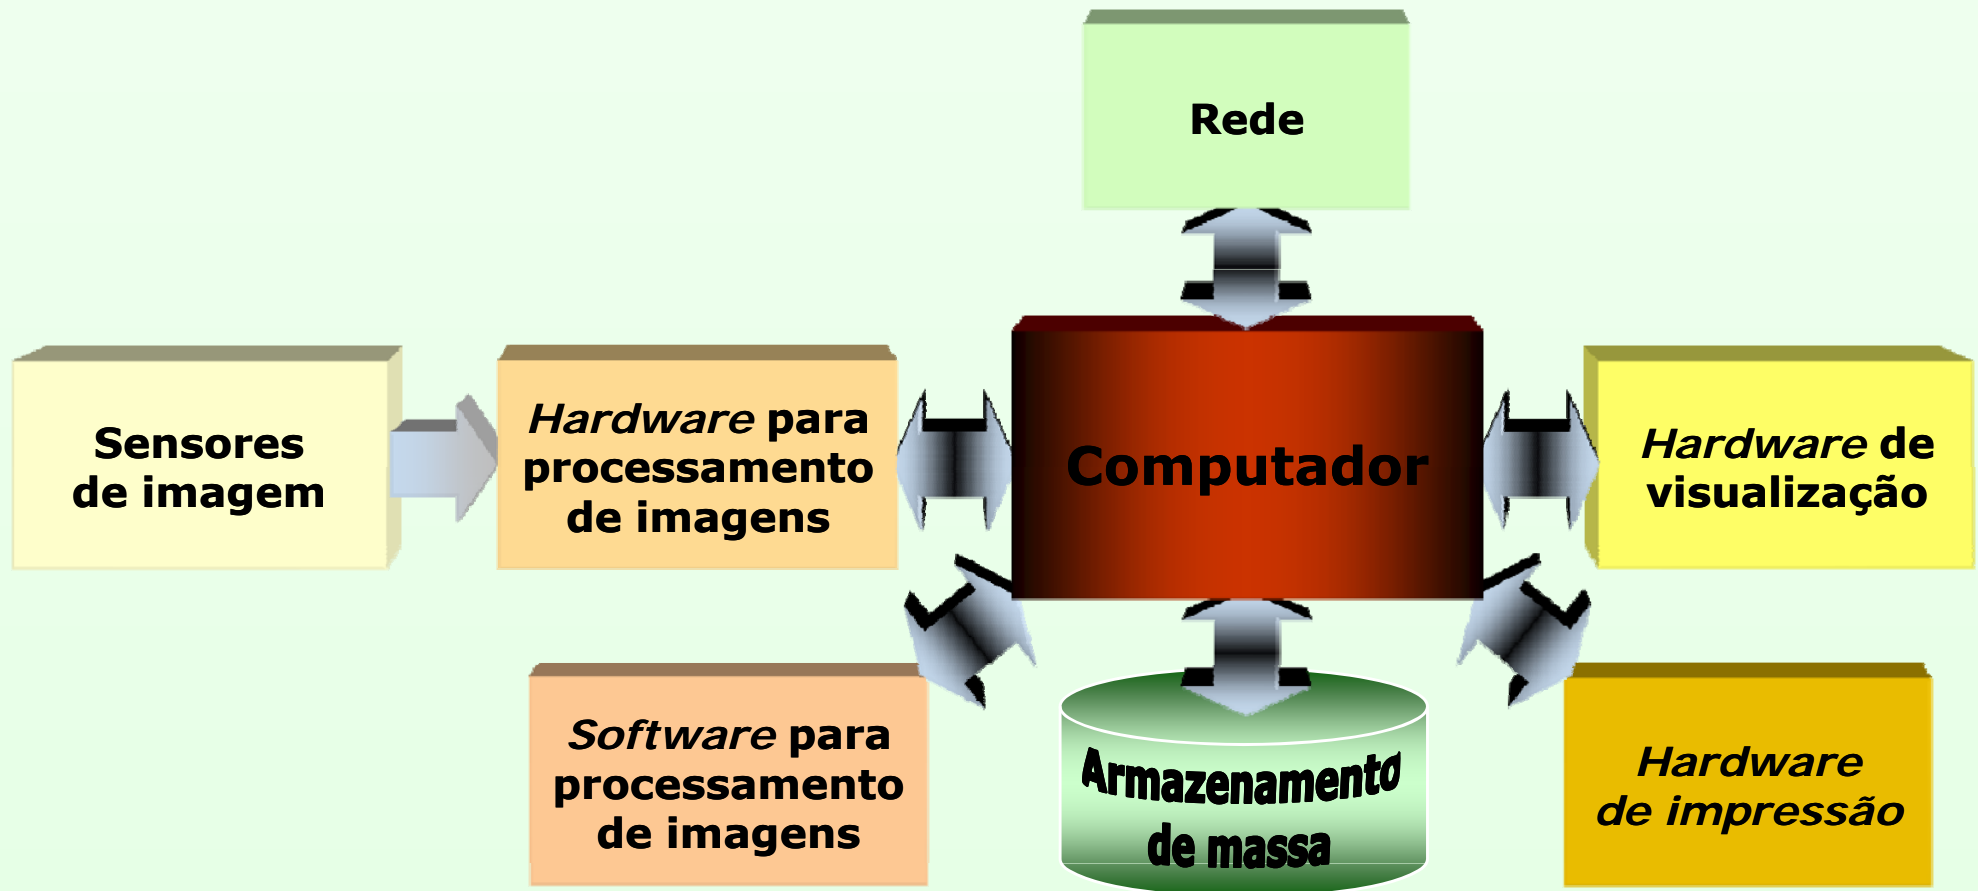 Rede
Sensores
de imagem
Hardware para
processamento
de imagens
Computador
Hardware de
visualização
Software para
processamento
de imagens
Armazenamento
de massa
Hardware
de impressão